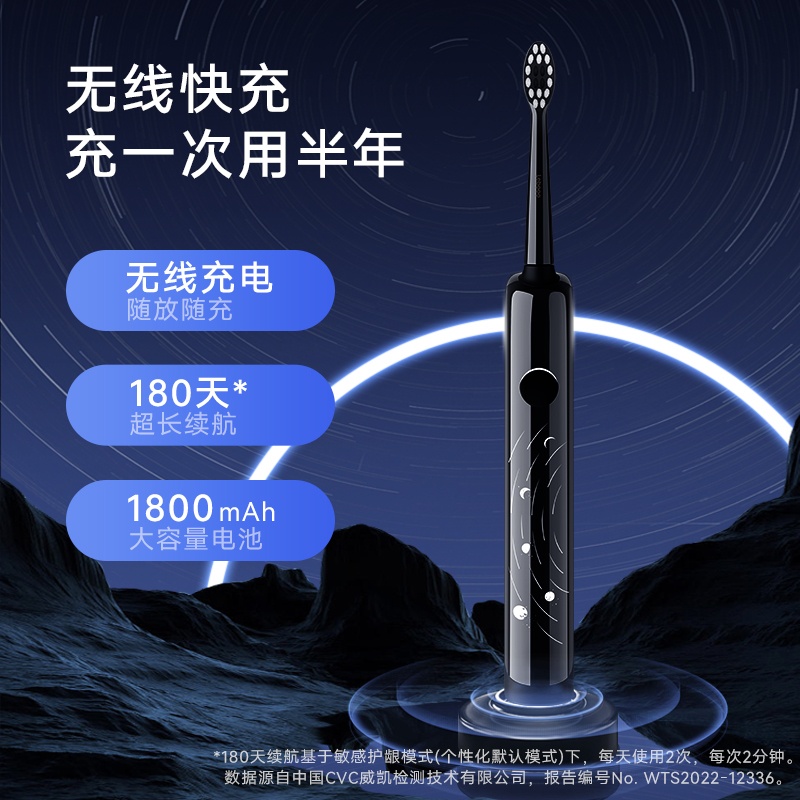 无线快充
充一次用半年
无线充电
随放随充
180天*
超长续航
1800mAh
大容量电池
*180天续航基于敏感护龈模式(个性化默认模式)下，每天使用2次，每次2分钟。
数据源自中国CVC威凯检测技术有限公司，报告编号No. WTS2022-12336。